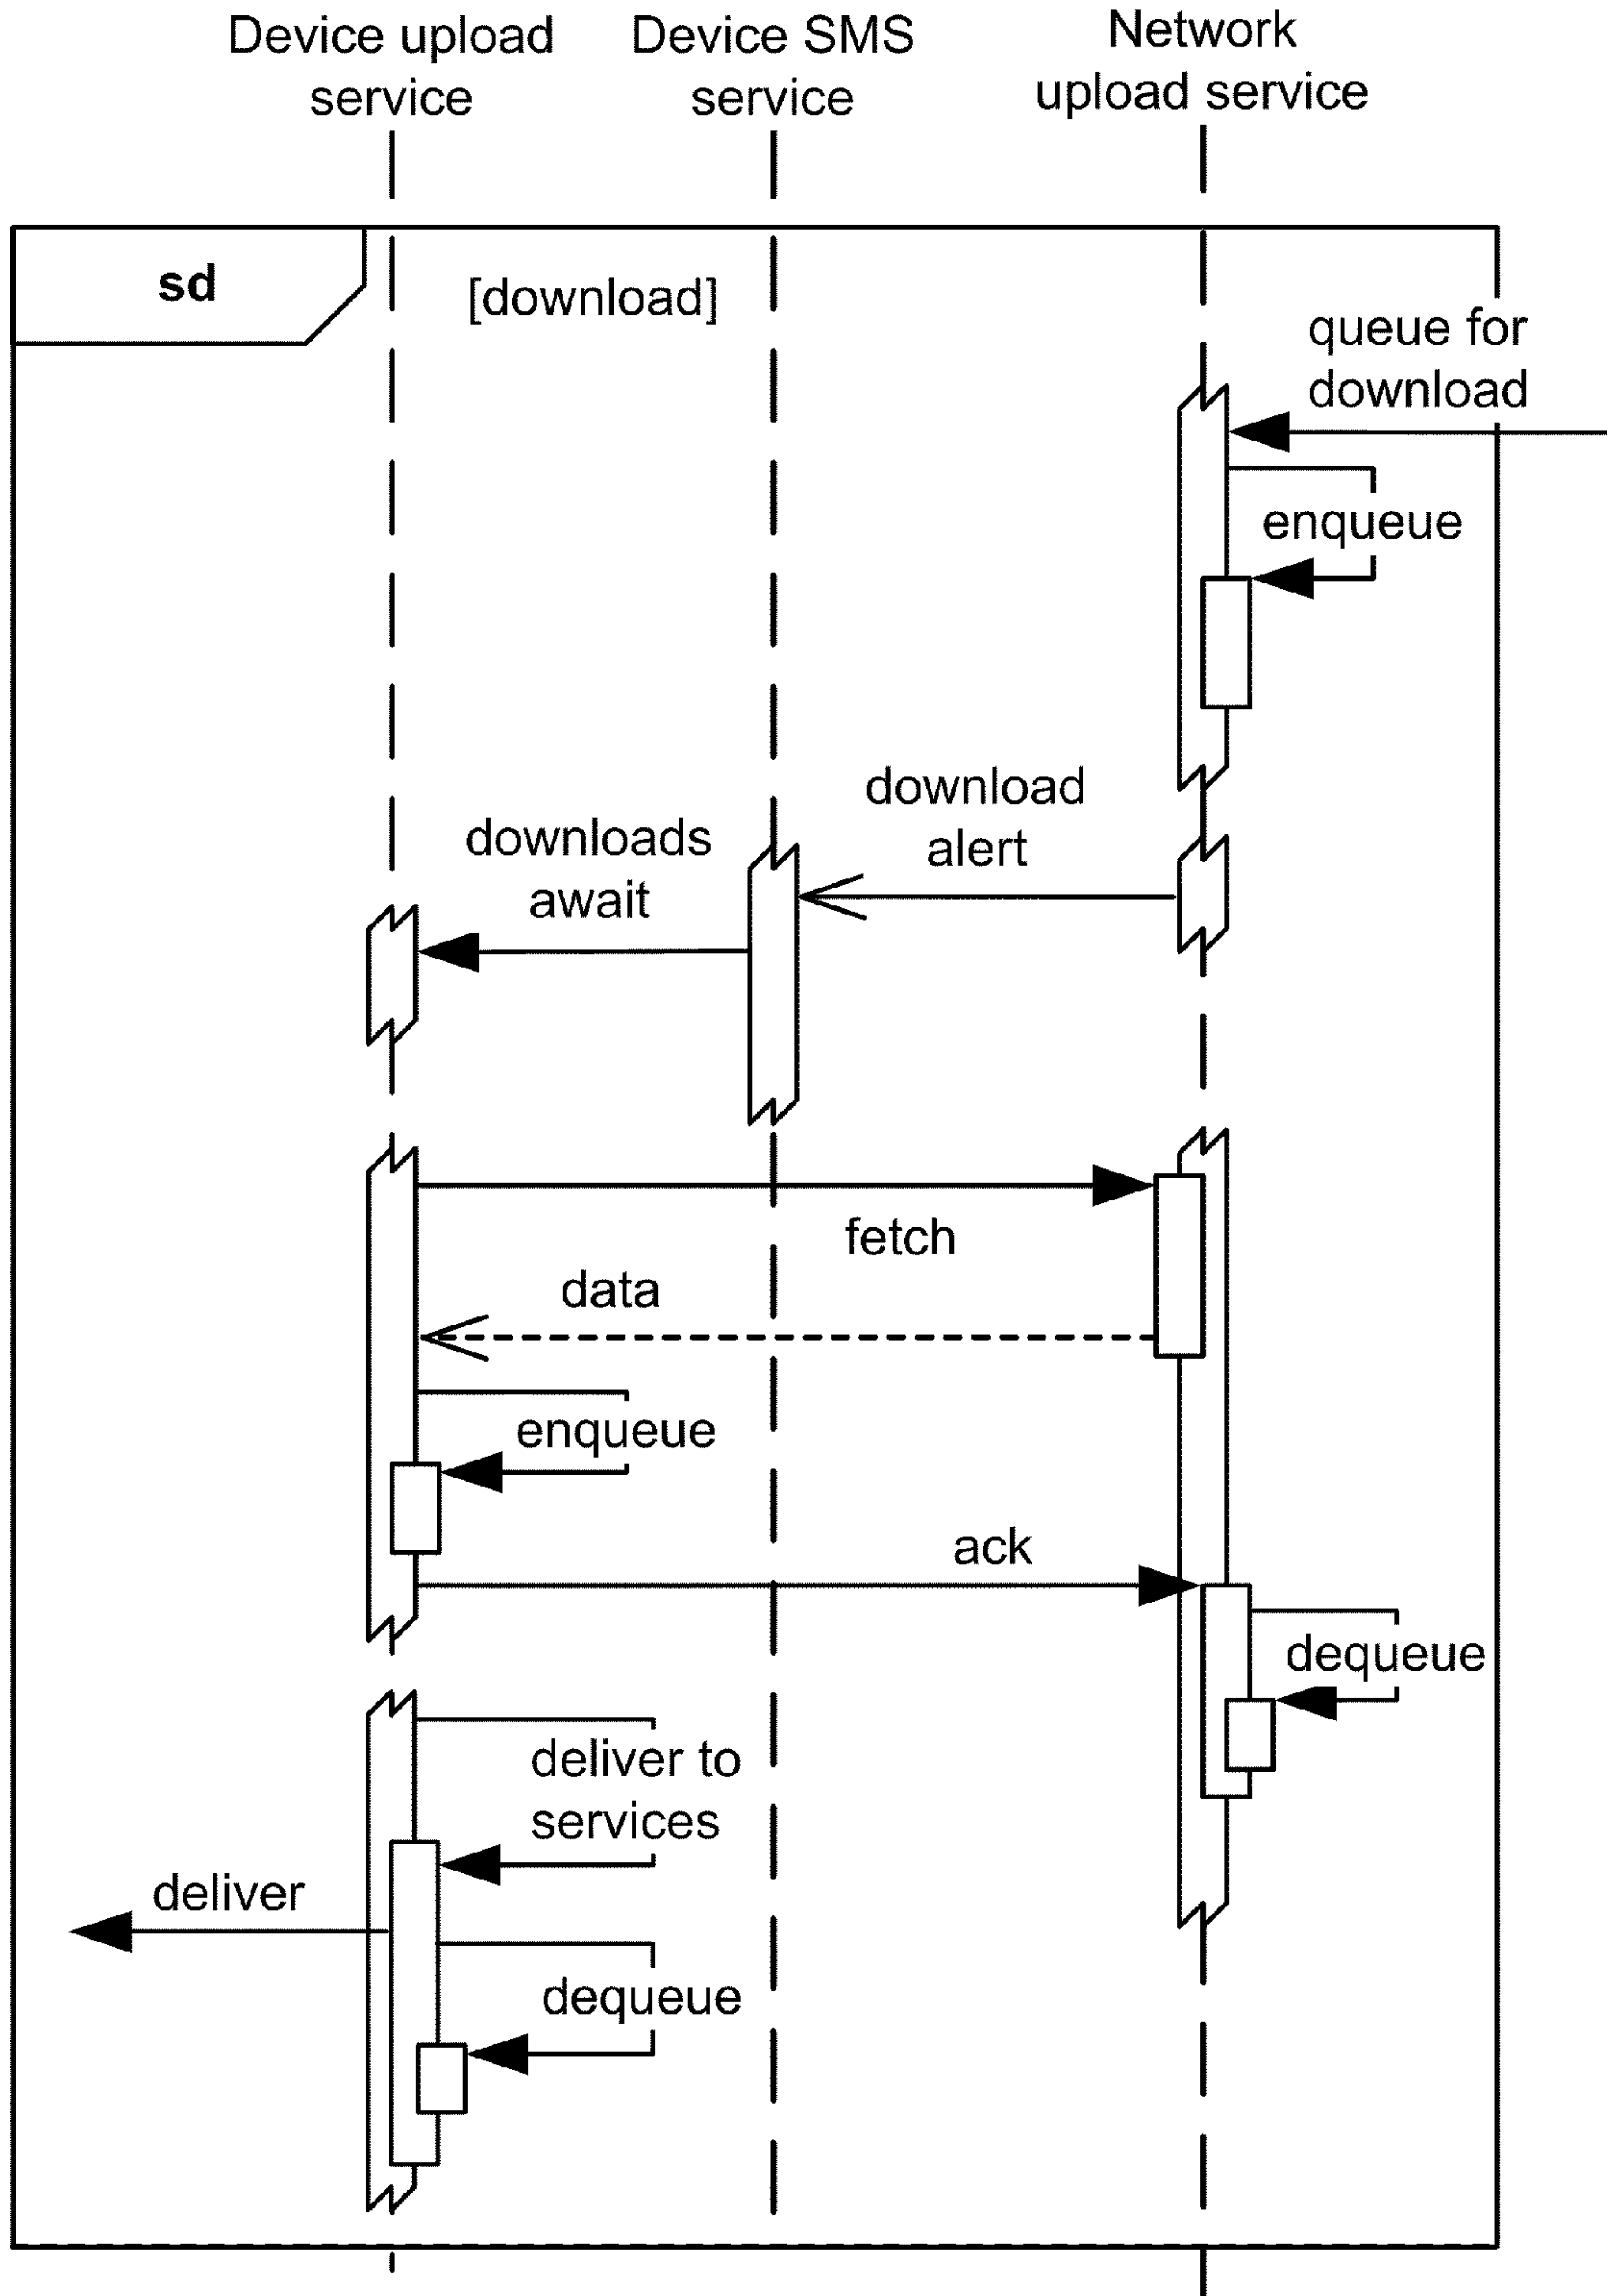 Device upload
service
Device SMS
service
Network
upload service
sd
[download]
queue for
download
enqueue
download
alert
downloads
await
fetch
data
enqueue
ack
dequeue
deliver to
services
deliver
dequeue